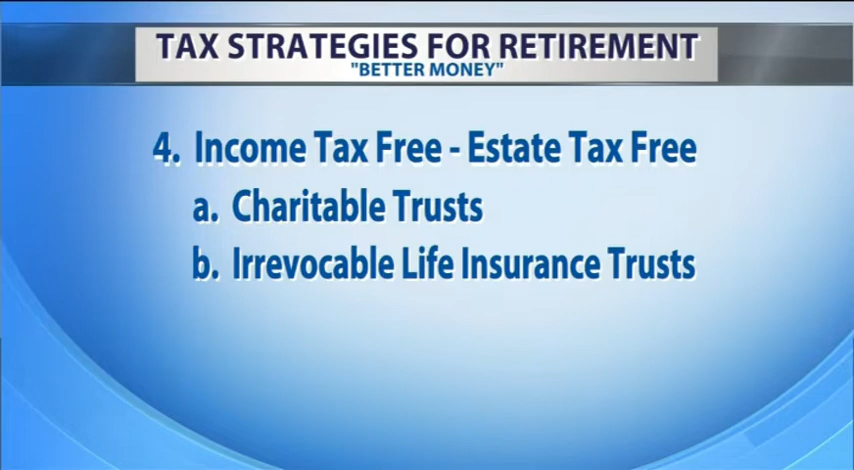 TAX STRATEGIES FOR RETIREMENT
"BETTER MONEY"
4. Income Tax Free - Estate Tax Free
a. Charitable Trusts
b. Irrevocable Life Insurance Trusts